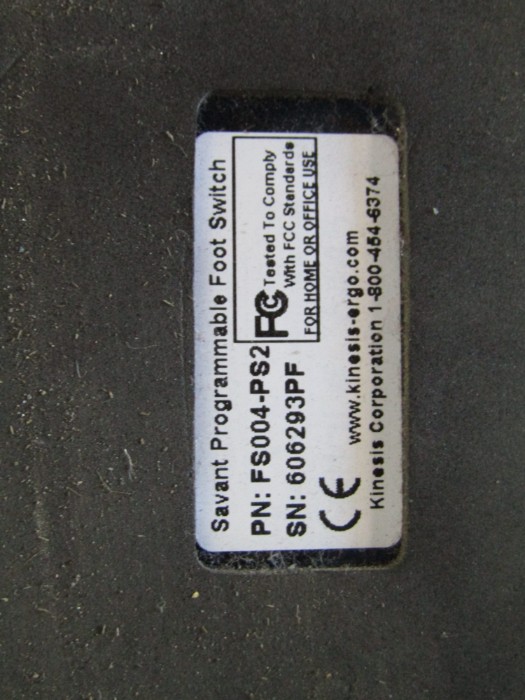 Savant Programmable Foot Switch
PN: FS004-PS2
SN: 606293PF
FC Tested To Comply
With FCC Standards
FOR HOME OR OFFICE USE
CE
www.kinesis-ergo.com
Kinesis Corporation 1-800-454-6374